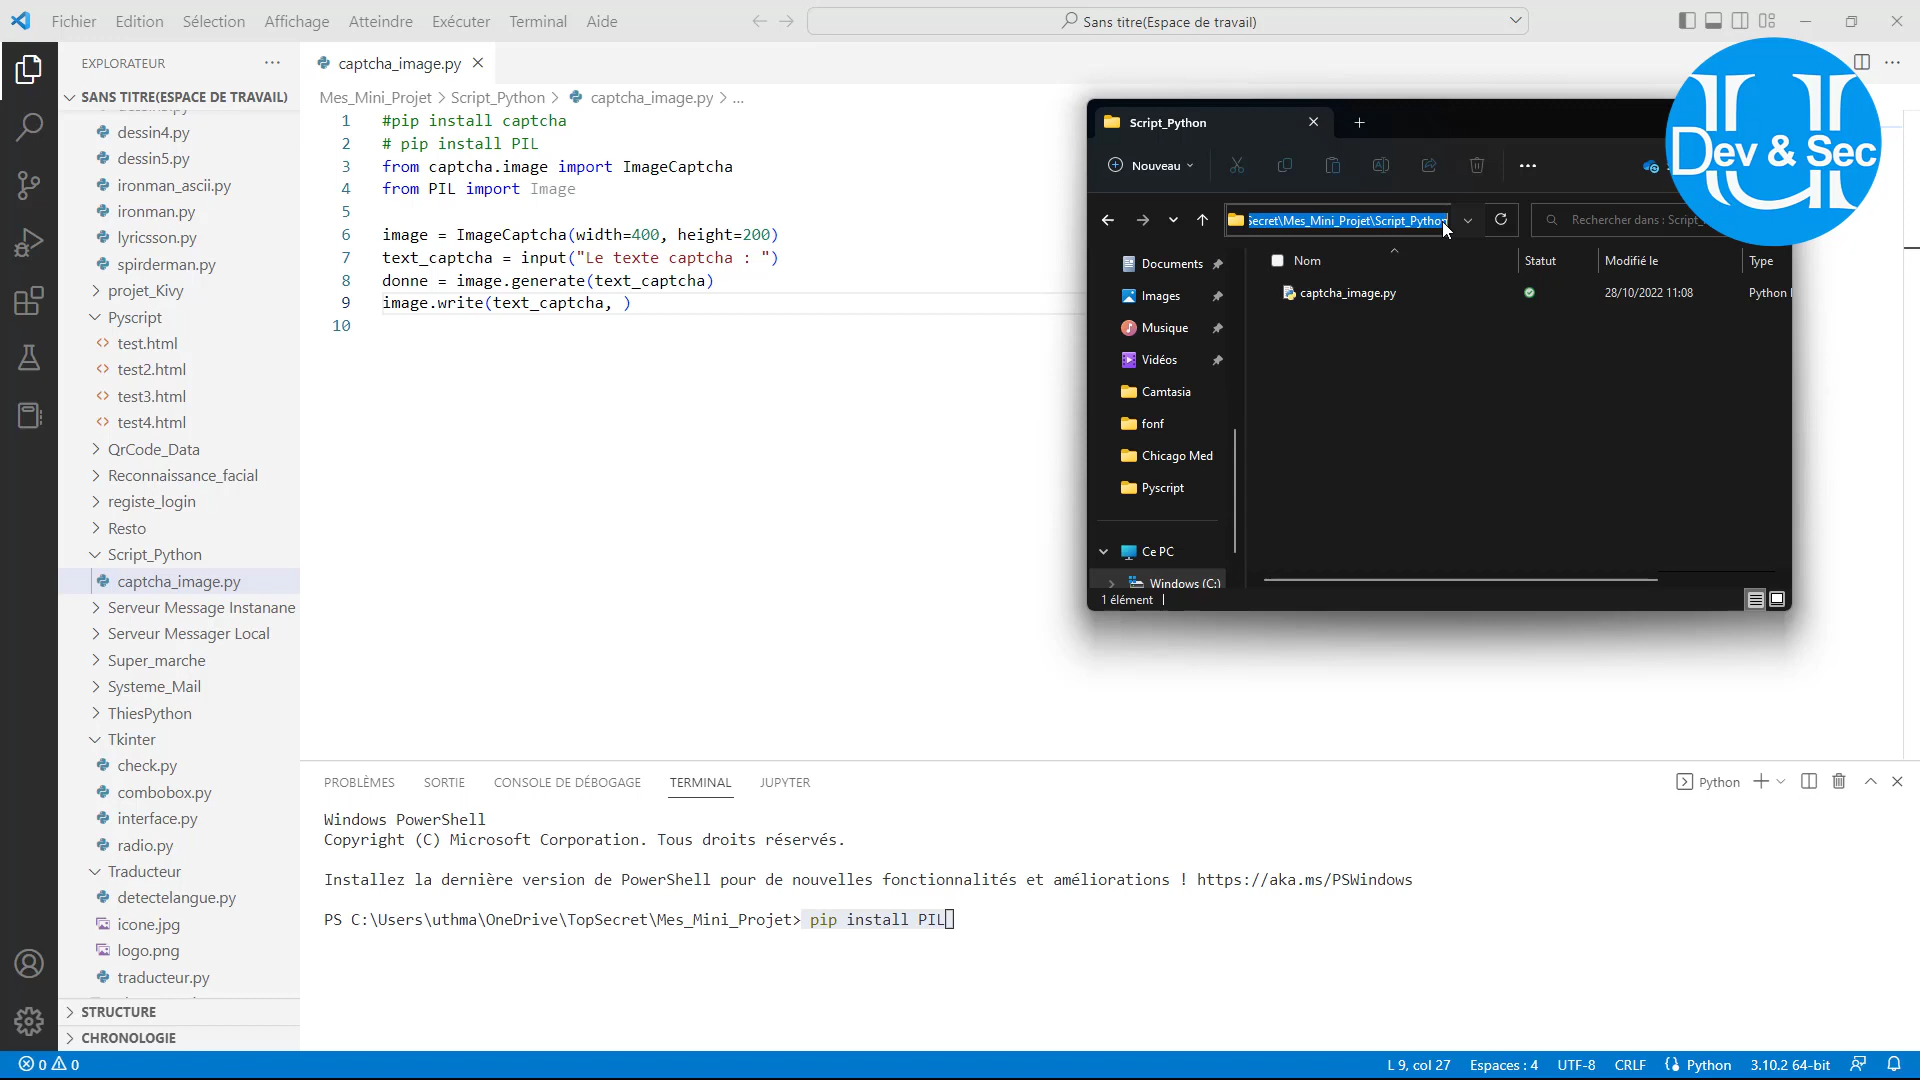 Fichier Edition Sélection Affichage Atteindre Exécuter Terminal Aide
Sans titre(Espace de travail)
EXPLORATEUR
SANS TITRE(ESPACE DE TRAVAIL)
dessin4.py
dessin5.py
ironman_ascii.py
ironman.py
lyricsson.py
spirderman.py
projet_Kivy
Pyscript
test.html
test2.html
test3.html
test4.html
QrCode_Data
Reconnaissance_facial
registe_login
Resto
Script_Python
captcha_image.py
Serveur Message Instanane
Serveur Messager Local
Super_marche
Systeme_Mail
ThiesPython
Tkinter
check.py
combobox.py
interface.py
radio.py
Traducteur
detectelangue.py
icone.jpg
logo.png
traducteur.py
STRUCTURE
CHRONOLOGIE
captcha_image.py
Mes_Mini_Projet > Script_Python > captcha_image.py > ...
1 #pip install captcha
2 # pip install PIL
3 from captcha.image import ImageCaptcha
4 from PIL import Image
5
6 image = ImageCaptcha(width=400, height=200)
7 text_captcha = input("Le texte captcha : ")
8 donne = image.generate(text_captcha)
9 image.write(text_captcha, )
10
Script_Python
Nouveau
Secret\Mes_Mini_Projet\Script_Python
Rechercher dans : Script_
Nom Statut Modifié le Type
captcha_image.py 28/10/2022 11:08 Python
Documents
Images
Musique
Vidéos
Camtasia
fonf
Chicago Med
Pyscript
Ce PC
Windows (C:)
1 élément
U
Dev & Sec
PROBLÈMES SORTIE CONSOLE DE DÉBOGAGE TERMINAL JUPYTER
Python
Windows PowerShell
Copyright (C) Microsoft Corporation. Tous droits réservés.
Installez la dernière version de PowerShell pour de nouvelles fonctionnalités et améliorations ! https://aka.ms/PSWindows
PS C:\Users\uthma\OneDrive\TopSecret\Mes_Mini_Projet> pip install PIL
0 0
L 9, col 27 Espaces : 4 UTF-8 CRLF Python 3.10.2 64-bit